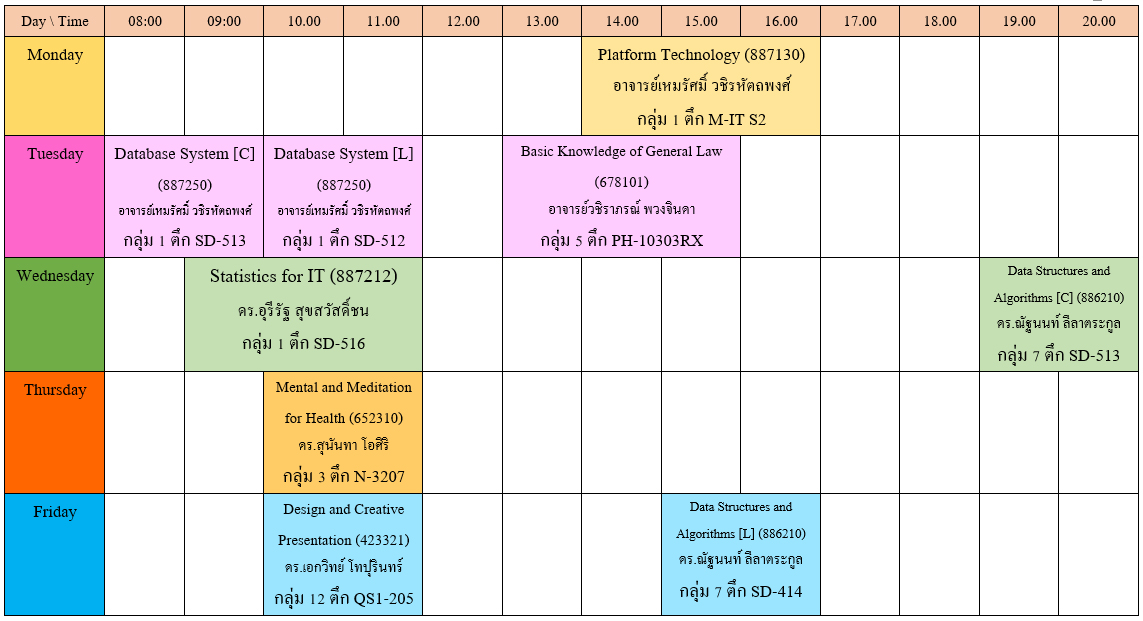 Day \ Time 08:00 09:00 10.00 11.00 12.00 13.00 14.00 15.00 16.00 17.00 18.00 19.00 20.00
Monday
Platform Technology (887130)
อาจารย์เหมรัศมิ์ วชิรหัตถพงศ์
กลุ่ม 1 ตึก M-IT S2
Tuesday
Database System [C]
(887250)
อาจารย์เหมรัศมิ์ วชิรหัตถพงศ์
กลุ่ม 1 ตึก SD-513
Database System [L]
(887250)
อาจารย์เหมรัศมิ์ วชิรหัตถพงศ์
กลุ่ม 1 ตึก SD-512
Basic Knowledge of General Law
(678101)
อาจารย์วชิราภรณ์ พวงจินดา
กลุ่ม 5 ตึก PH-10303RX
Wednesday
Statistics for IT (887212)
ดร.อุรีรัฐ สุขสวัสดิ์ชน
กลุ่ม 1 ตึก SD-516
Data Structures and
Algorithms [C] (886210)
ดร.ณัฐนนท์ ลีลาตระกูล
กลุ่ม 7 ตึก SD-513
Thursday
Mental and Meditation
for Health (652310)
ดร.สุนันทา โอศิริ
กลุ่ม 3 ตึก N-3207
Friday
Design and Creative
Presentation (423321)
ดร.เอกวิทย์ โทปุรินทร์
กลุ่ม 12 ตึก QS1-205
Data Structures and
Algorithms [L] (886210)
ดร.ณัฐนนท์ ลีลาตระกูล
กลุ่ม 7 ตึก SD-414